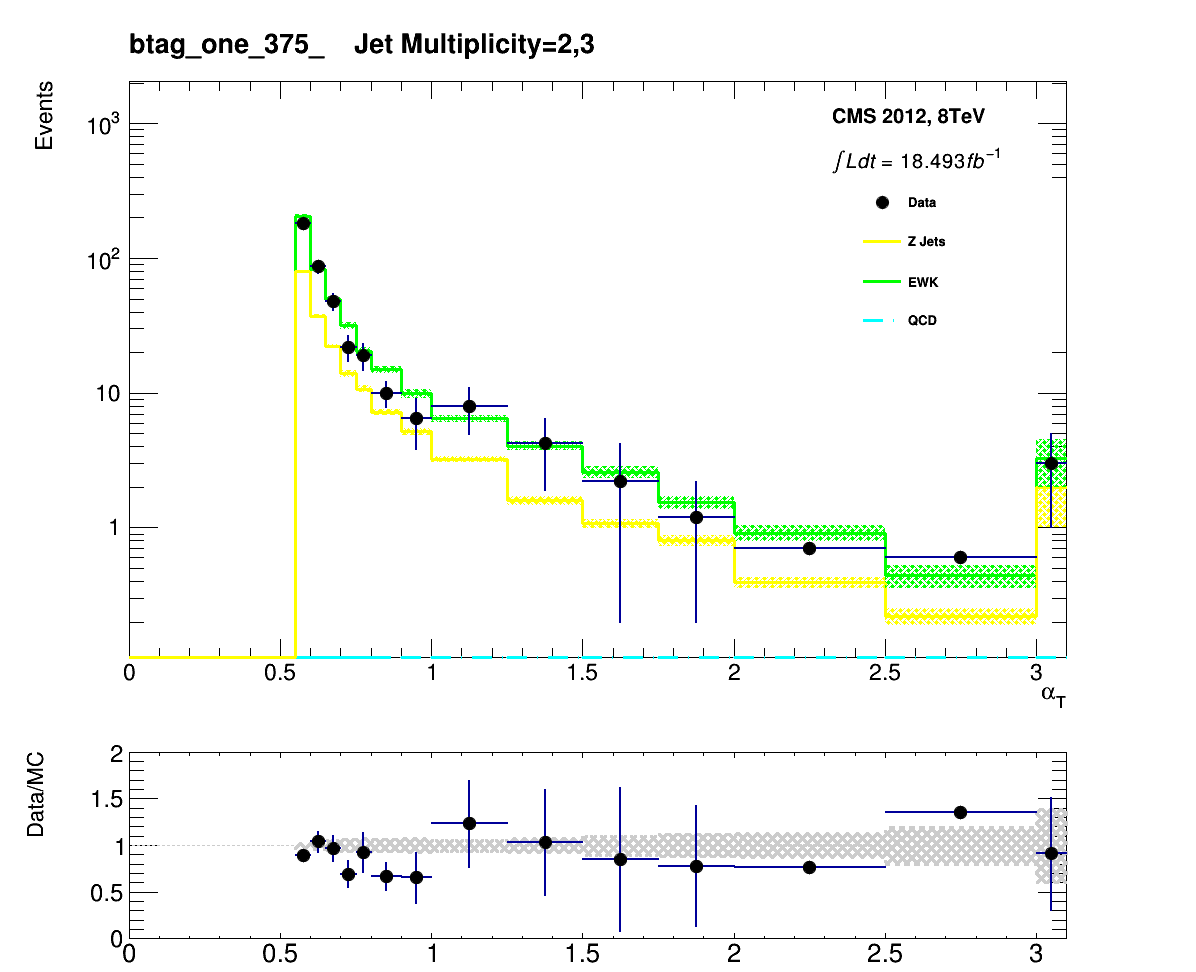 btag_one_375_ Jet Multiplicity=2,3
Events
10³
10²
10
1
CMS 2012, 8TeV
∫Ldt = 18.493fb⁻¹
Data
Z Jets
EWK
QCD
0 0.5 1 1.5 2 2.5 3
α_T
Data/MC
2
1.5
1
0.5
0
0 0.5 1 1.5 2 2.5 3